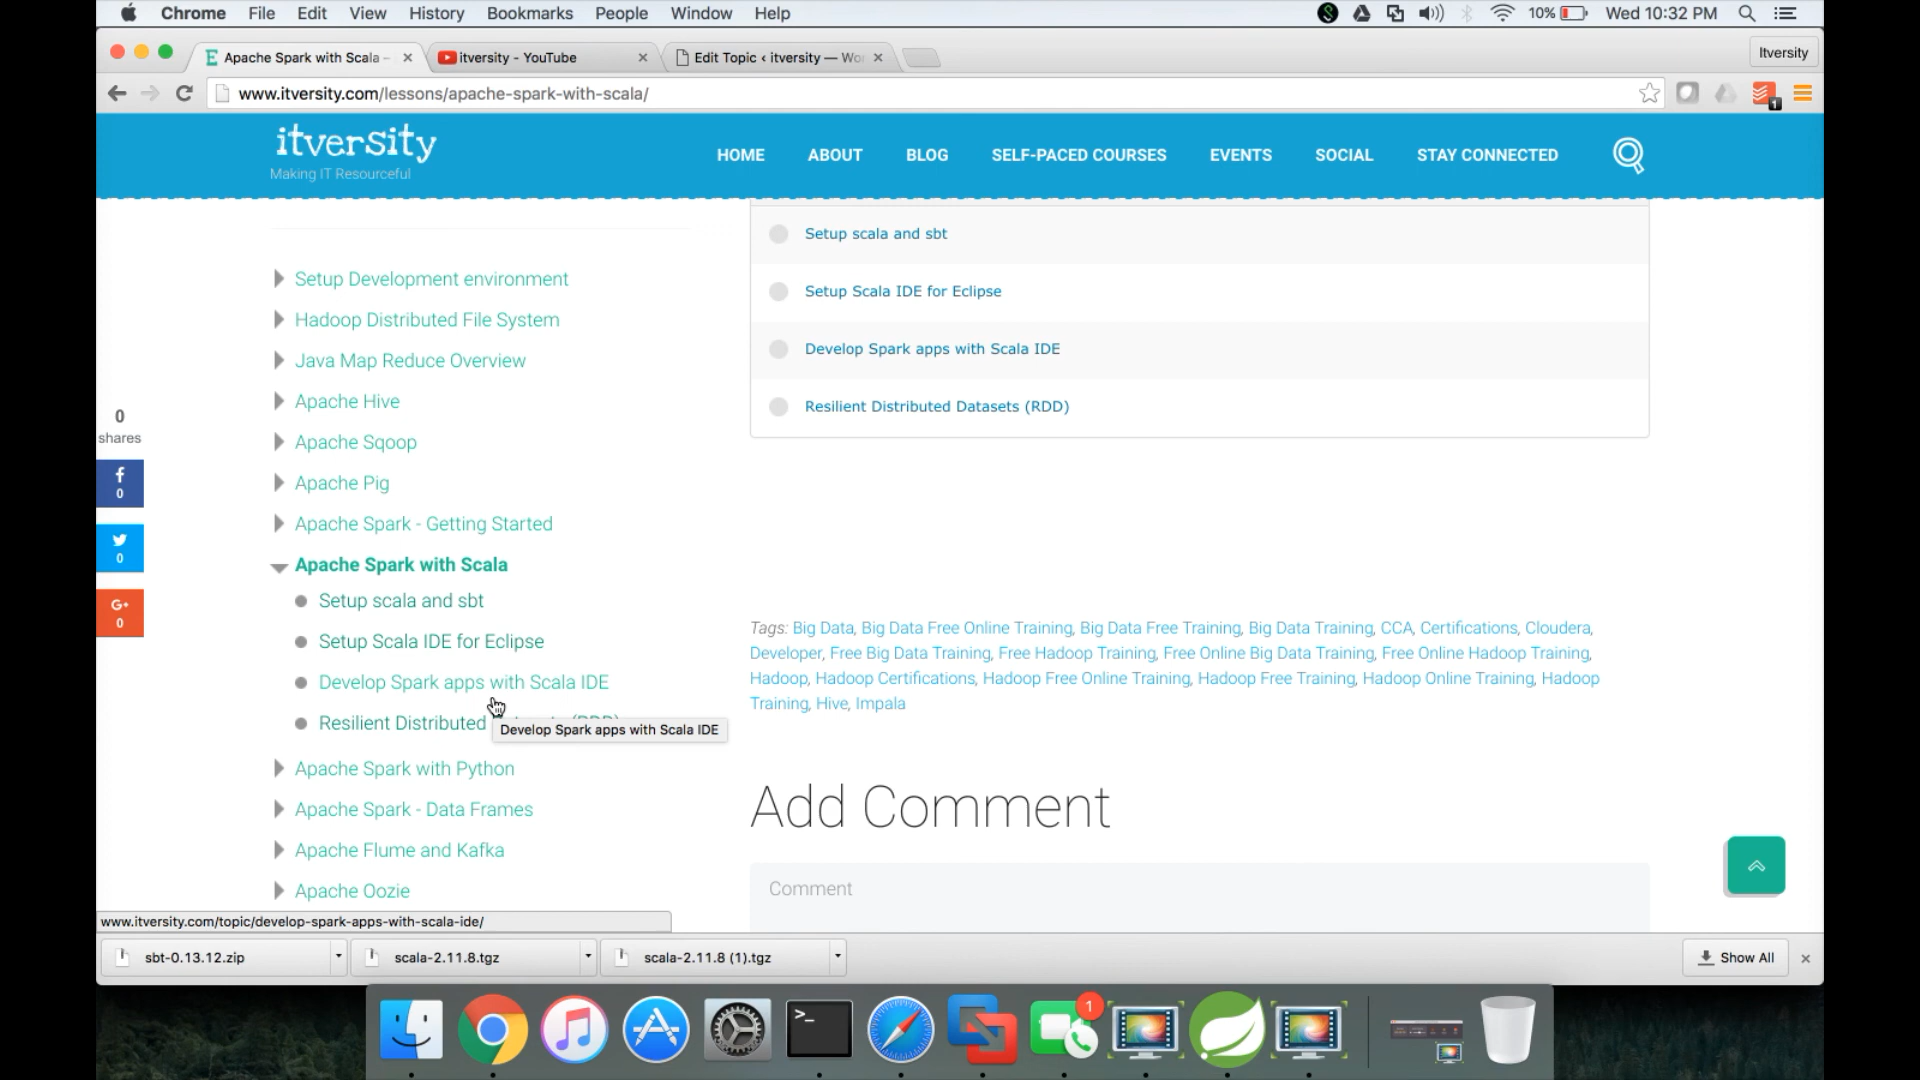 Chrome File Edit View History Bookmarks People Window Help 10% Wed 10:32 PM
Apache Spark with Scala – itversity - YouTube Edit Topic ‹ itversity — Wo Itversity
www.itversity.com/lessons/apache-spark-with-scala/
1
itversity
Making IT Resourceful
HOME ABOUT BLOG SELF-PACED COURSES EVENTS SOCIAL STAY CONNECTED
Setup scala and sbt
Setup Scala IDE for Eclipse
Develop Spark apps with Scala IDE
Resilient Distributed Datasets (RDD)
0
shares
0
0
G+
0
Setup Development environment
Hadoop Distributed File System
Java Map Reduce Overview
Apache Hive
Apache Sqoop
Apache Pig
Apache Spark - Getting Started
Apache Spark with Scala
Setup scala and sbt
Setup Scala IDE for Eclipse
Develop Spark apps with Scala IDE
Resilient Distributed
Develop Spark apps with Scala IDE
Apache Spark with Python
Apache Spark - Data Frames
Apache Flume and Kafka
Apache Oozie
Tags: Big Data, Big Data Free Online Training, Big Data Free Training, Big Data Training, CCA, Certifications, Cloudera,
Developer, Free Big Data Training, Free Hadoop Training, Free Online Big Data Training, Free Online Hadoop Training,
Hadoop, Hadoop Certifications, Hadoop Free Online Training, Hadoop Free Training, Hadoop Online Training, Hadoop
Training, Hive, Impala
Add Comment
Comment
www.itversity.com/topic/develop-spark-apps-with-scala-ide/
sbt-0.13.12.zip scala-2.11.8.tgz scala-2.11.8 (1).tgz Show All
1